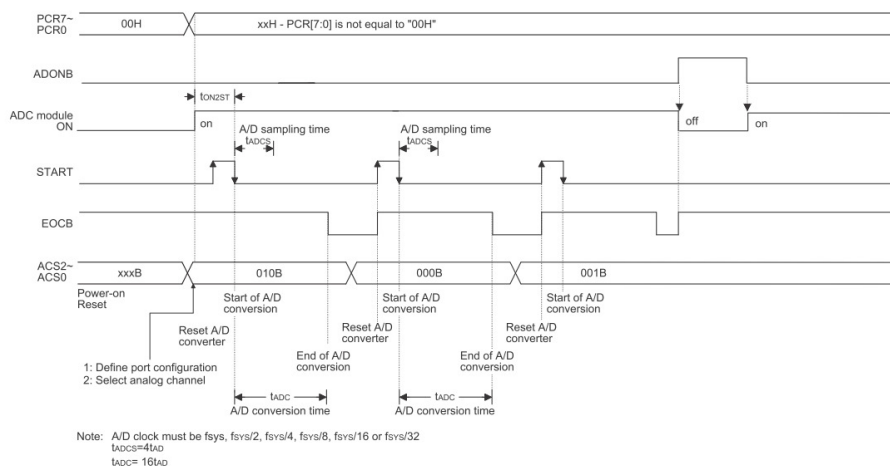 PCR7~
PCR0
00H
xxH - PCR[7:0] is not equal to "00H"
ADONB
tON2ST
ADC module
ON
on
off
on
A/D sampling time
tADCS
A/D sampling time
tADCS
START
EOCB
ACS2~
ACS0
xxxB
010B
000B
001B
Power-on
Reset
Start of A/D
conversion
Start of A/D
conversion
Start of A/D
conversion
Reset A/D
converter
Reset A/D
converter
Reset A/D
converter
End of A/D
conversion
End of A/D
conversion
1: Define port configuration
2: Select analog channel
tADC
A/D conversion time
tADC
A/D conversion time
Note: A/D clock must be fsys, fSYS/2, fSYS/4, fSYS/8, fSYS/16 or fSYS/32
tADCS=4tAD
tADC= 16tAD